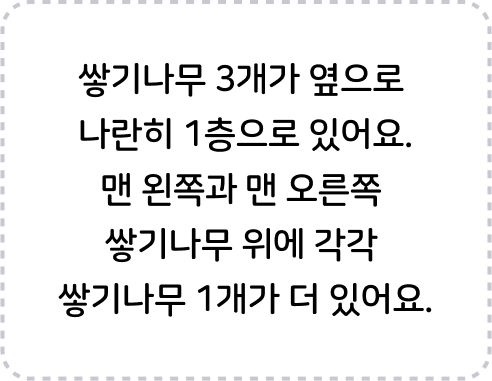 쌓기나무 3개가 옆으로
나란히 1층으로 있어요.
맨 왼쪽과 맨 오른쪽
쌓기나무 위에 각각
쌓기나무 1개가 더 있어요.